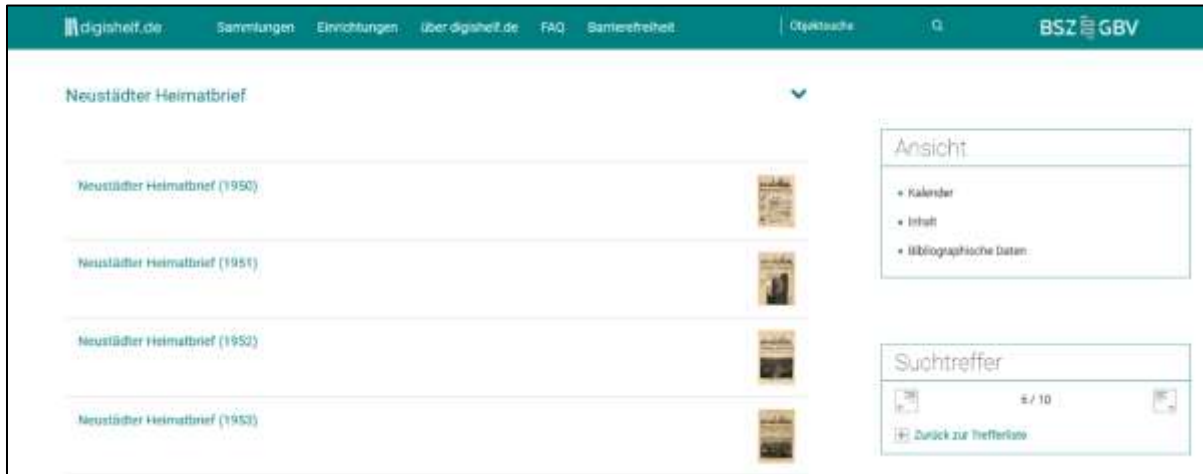 digishelf.de Sammlungen Einrichtungen über digishelf.de FAQ Barrierefreiheit Objektsuche BSZ GBV
Neustädter Heimatbrief
Neustädter Heimatbrief (1950)
Neustädter Heimatbrief (1951)
Neustädter Heimatbrief (1952)
Neustädter Heimatbrief (1953)
Ansicht
Kalender
Inhalt
Bibliographische Daten
Suchtreffer
6 / 10
Zurück zur Trefferliste